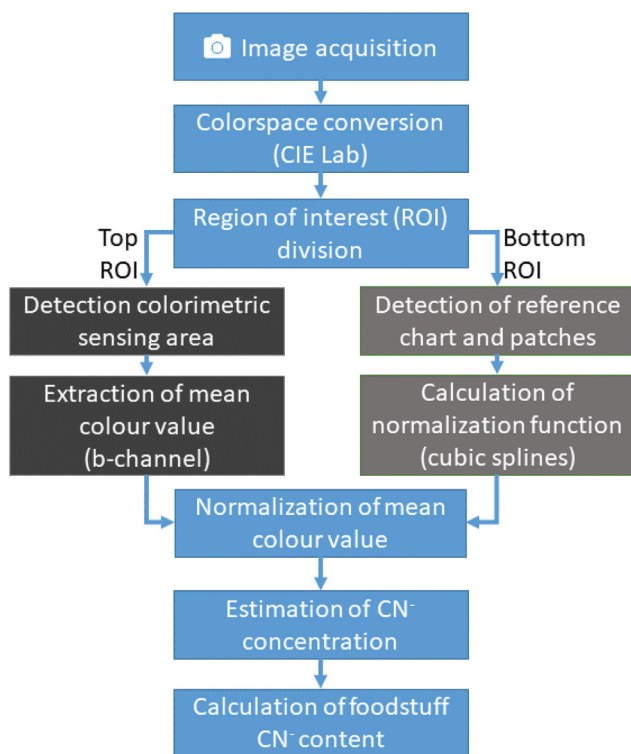 Image acquisition
Colorspace conversion
(CIE Lab)
Region of interest (ROI)
division
Top
ROI
Bottom
ROI
Detection colorimetric
sensing area
Detection of reference
chart and patches
Extraction of mean
colour value
(b-channel)
Calculation of
normalization function
(cubic splines)
Normalization of mean
colour value
Estimation of CN⁻
concentration
Calculation of foodstuff
CN⁻ content